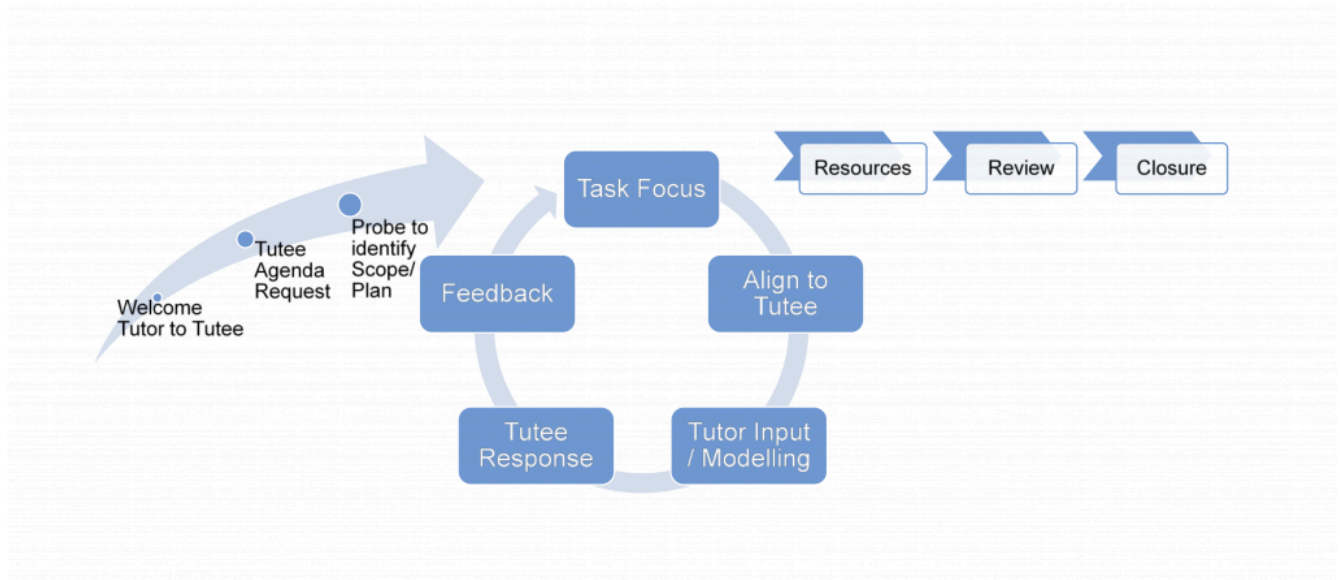 Welcome
Tutor to Tutee
Tutee
Agenda
Request
Probe to
identify
Scope/
Plan
Task Focus
Align to
Tutee
Tutor Input
/ Modelling
Tutee
Response
Feedback
Resources
Review
Closure